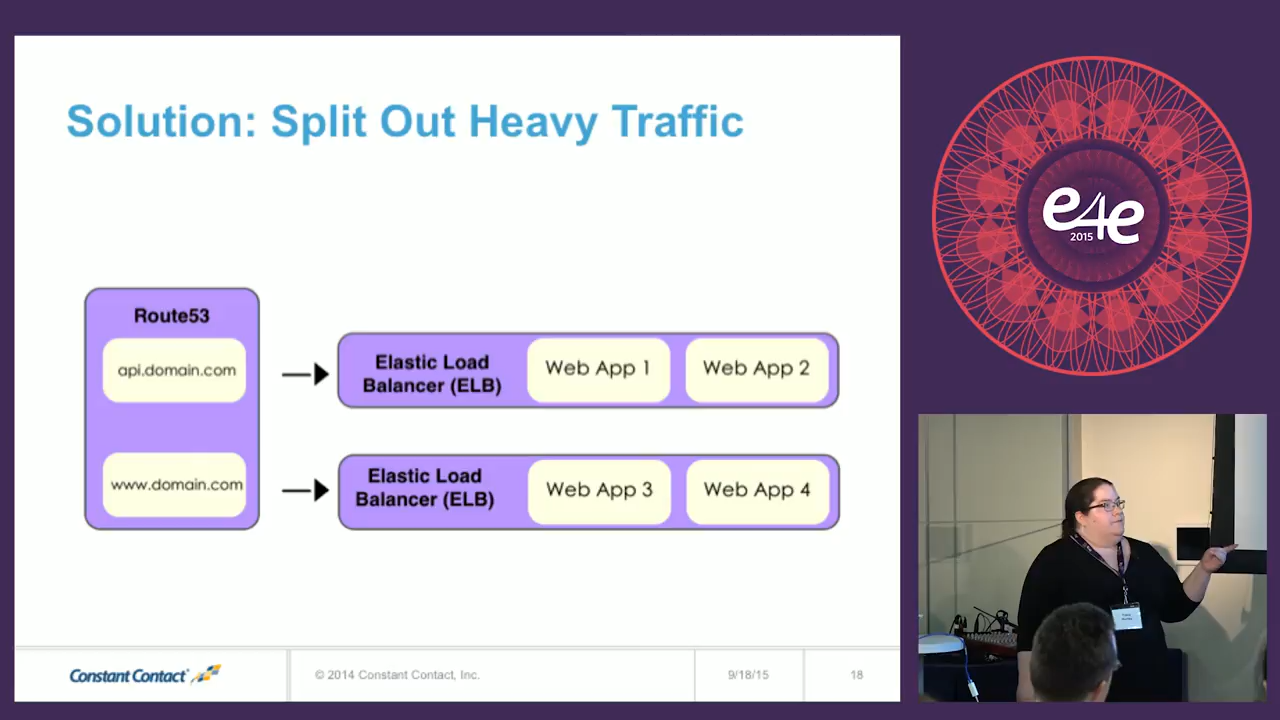 Solution: Split Out Heavy Traffic
Route53
api.domain.com
www.domain.com
Elastic Load
Balancer (ELB)
Web App 1
Web App 2
Elastic Load
Balancer (ELB)
Web App 3
Web App 4
Constant Contact
© 2014 Constant Contact, Inc.
9/18/15
18
e4e
2015